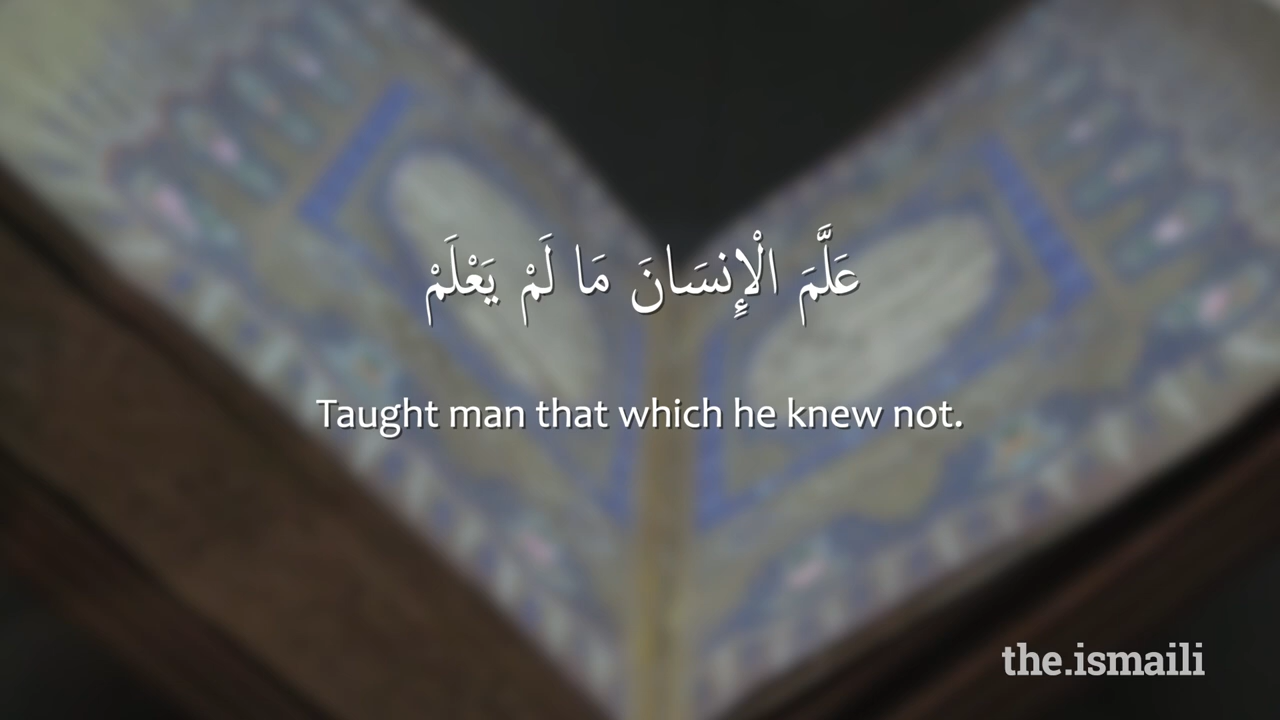 عَلَّمَ الْإِنسَانَ مَا لَمْ يَعْلَمْ
Taught man that which he knew not.
the.ismaili